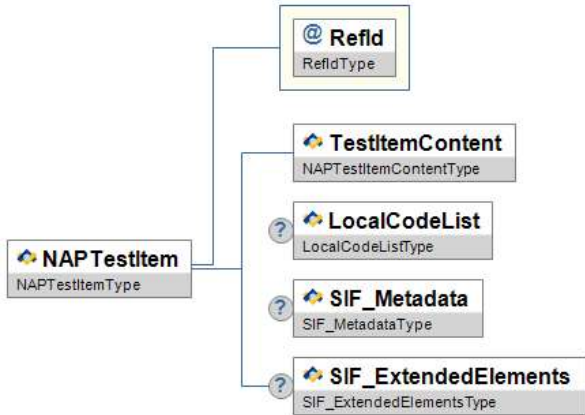 @ RefId
RefIdType
TestItemContent
NAPTestItemContentType
? LocalCodeList
LocalCodeListType
NAPTestItem
NAPTestItemType
? SIF_Metadata
SIF_MetadataType
? SIF_ExtendedElements
SIF_ExtendedElementsType